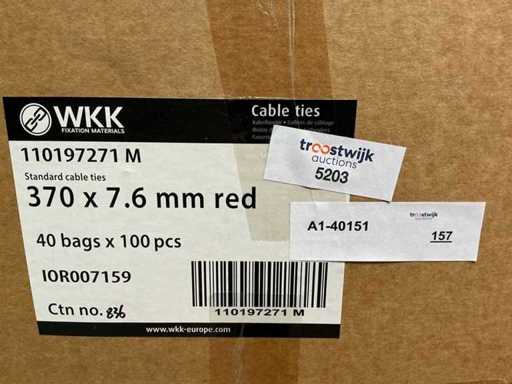 WKK
FIXATION MATERIALS
Cable ties
110197271 M
Standard cable ties
370 x 7.6 mm red
40 bags x 100 pcs
IOR007159
Ctn no. 836
110197271 M
www.wkk-europe.com
troostwijk
auctions
5203
A1-40151
troostwijk
157